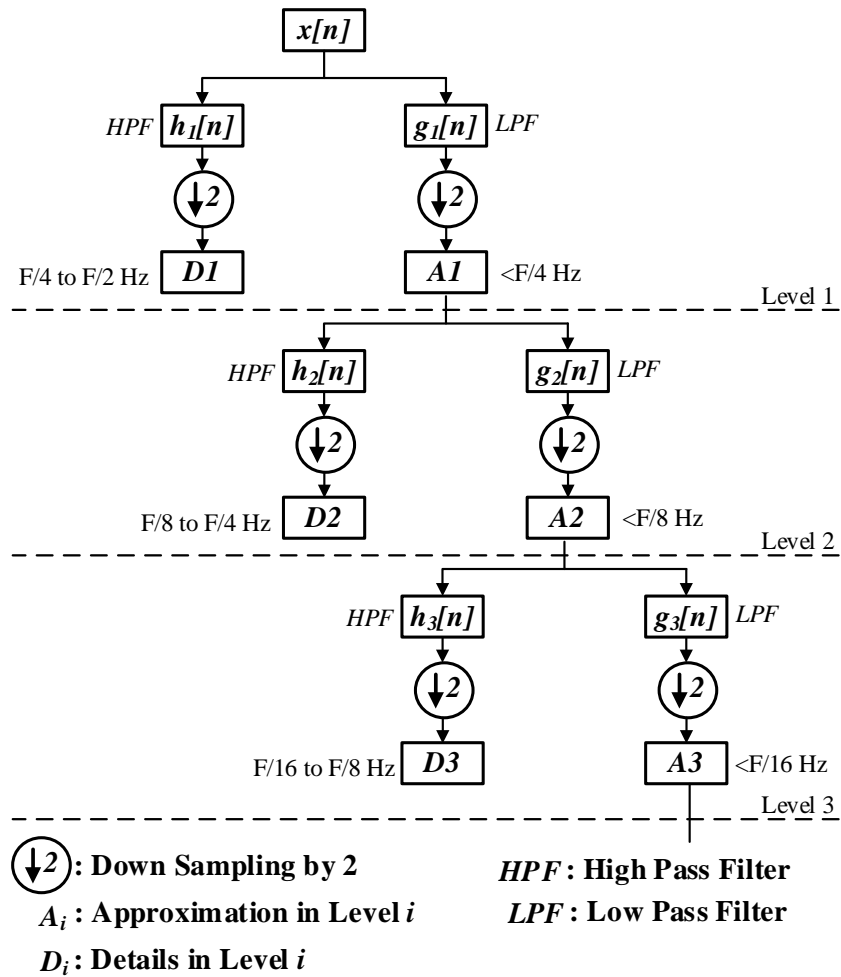 x[n]
HPF h1[n] g1[n] LPF
↓2 ↓2
F/4 to F/2 Hz D1 A1 <F/4 Hz
Level 1
HPF h2[n] g2[n] LPF
↓2 ↓2
F/8 to F/4 Hz D2 A2 <F/8 Hz
Level 2
HPF h3[n] g3[n] LPF
↓2 ↓2
F/16 to F/8 Hz D3 A3 <F/16 Hz
Level 3
↓2 : Down Sampling by 2
HPF : High Pass Filter
Ai : Approximation in Level i
LPF : Low Pass Filter
Di : Details in Level i